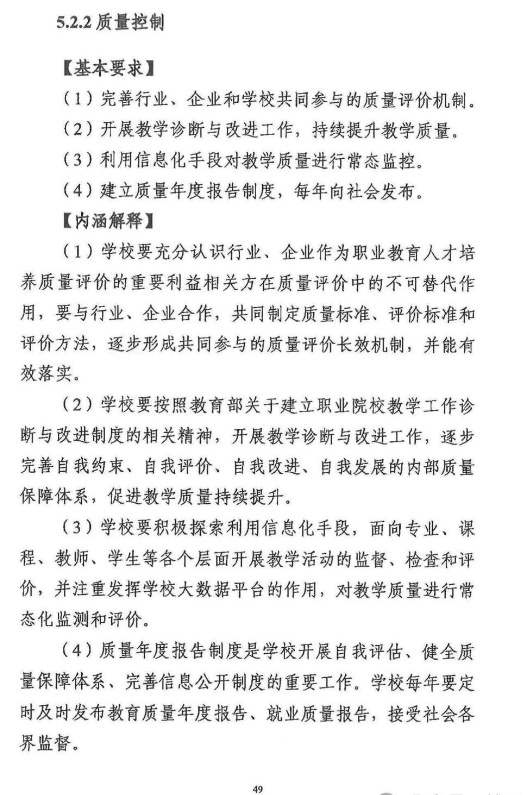 5.2.2 质量控制
【基本要求】
（1）完善行业、企业和学校共同参与的质量评价机制。
（2）开展教学诊断与改进工作，持续提升教学质量。
（3）利用信息化手段对教学质量进行常态监控。
（4）建立质量年度报告制度，每年向社会发布。
【内涵解释】
（1）学校要充分认识行业、企业作为职业教育人才培
养质量评价的重要利益相关方在质量评价中的不可替代作
用，要与行业、企业合作，共同制定质量标准、评价标准和
评价方法，逐步形成共同参与的质量评价长效机制，并能有
效落实。
（2）学校要按照教育部关于建立职业院校教学工作诊
断与改进制度的相关精神，开展教学诊断与改进工作，逐步
完善自我约束、自我评价、自我改进、自我发展的内部质量
保障体系，促进教学质量持续提升。
（3）学校要积极探索利用信息化手段，面向专业、课
程、教师、学生等各个层面开展教学活动的监督、检查和评
价，并注重发挥学校大数据平台的作用，对教学质量进行常
态化监测和评价。
（4）质量年度报告制度是学校开展自我评估、健全质
量保障体系、完善信息公开制度的重要工作。学校每年要定
时及时发布教育质量年度报告、就业质量报告，接受社会各
界监督。
49